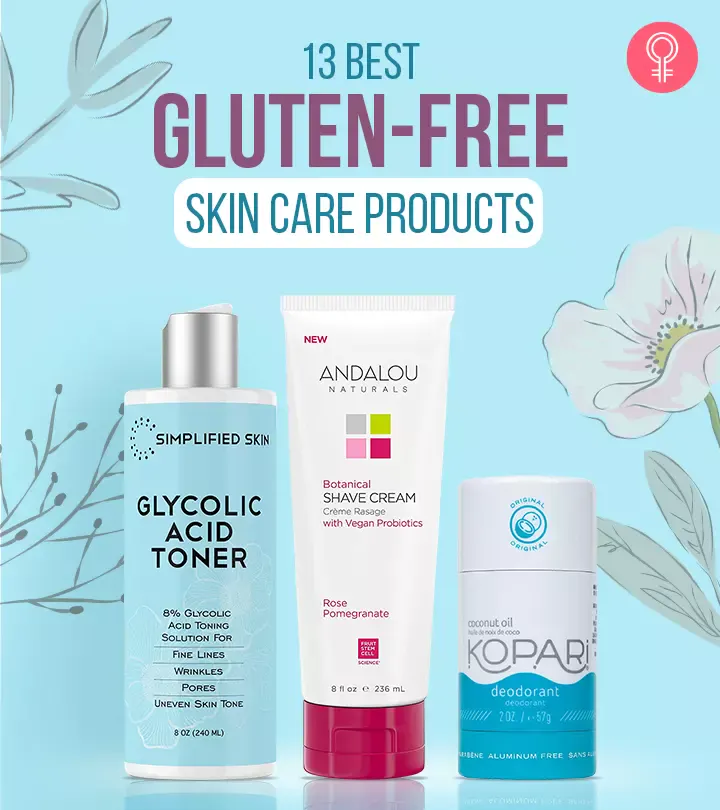 13 BEST
GLUTEN-FREE
SKIN CARE PRODUCTS
SIMPLIFIED SKIN
GLYCOLIC
ACID
TONER
8% GLYCOLIC
ACID TONING
SOLUTION FOR
FINE LINES
WRINKLES
PORES
UNEVEN SKIN TONE
8 OZ (240 ML)
NEW
ANDALOU
NATURALS
Botanical
SHAVE CREAM
Crème Rasage
with Vegan Probiotics
Rose
Pomegranate
FRUIT
STEM
CELL
SCIENCE
8 fl oz e 236 mL
ORIGINAL
ORIGINAL
coconut oil
huile de noix de coco
KOPARI
deodorant
déodorant
2 OZ. / 57g
ALUMINUM FREE SANS